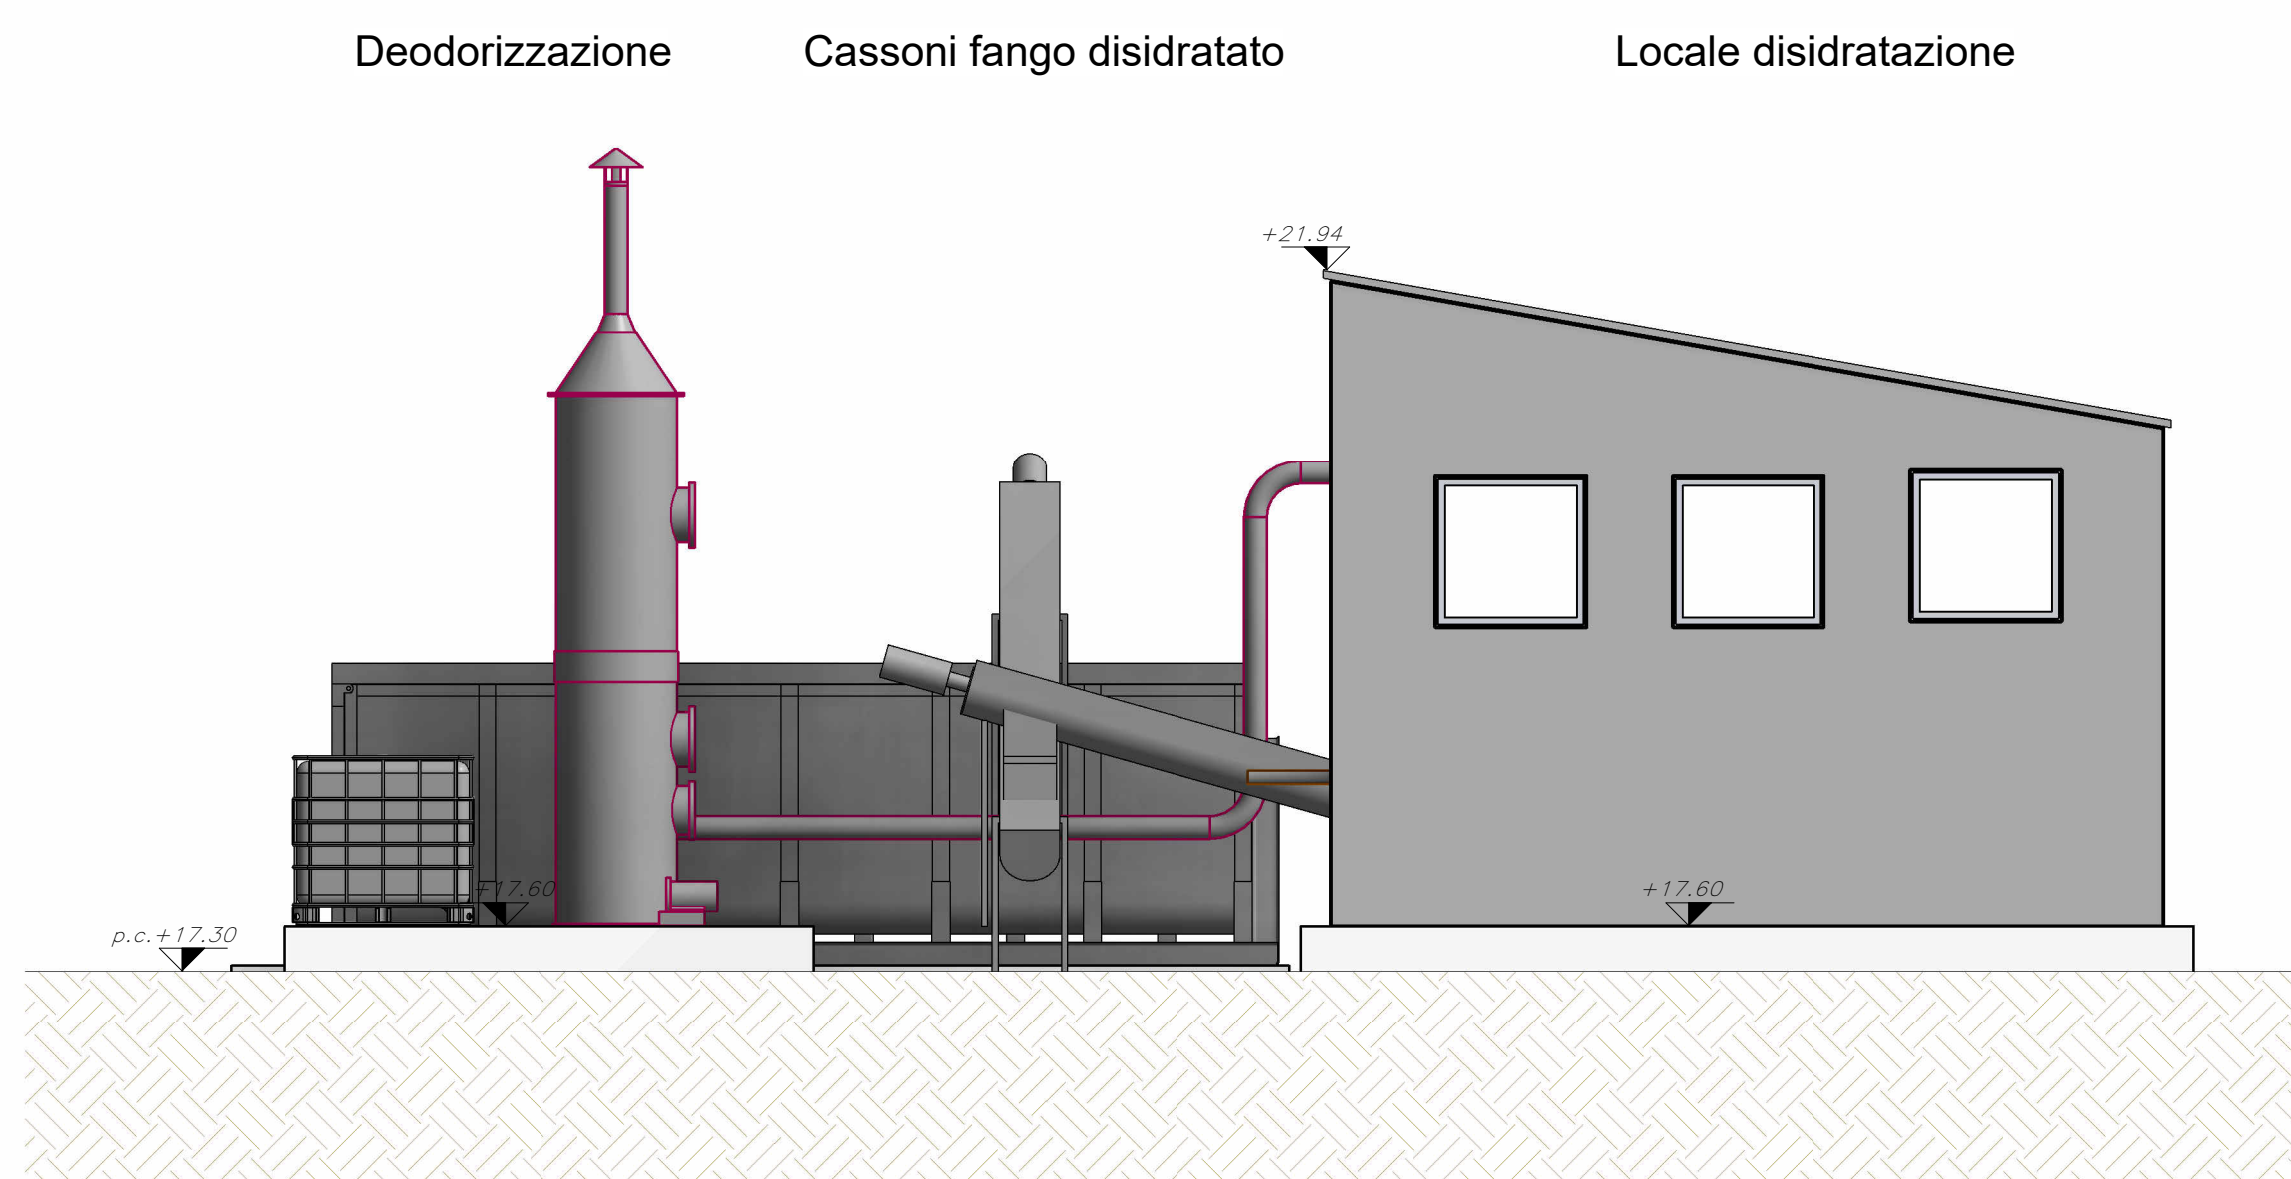 Deodorizzazione
Cassoni fango disidratato
Locale disidratazione
+21.94
+17.60
+17.60
p.c.+17.30